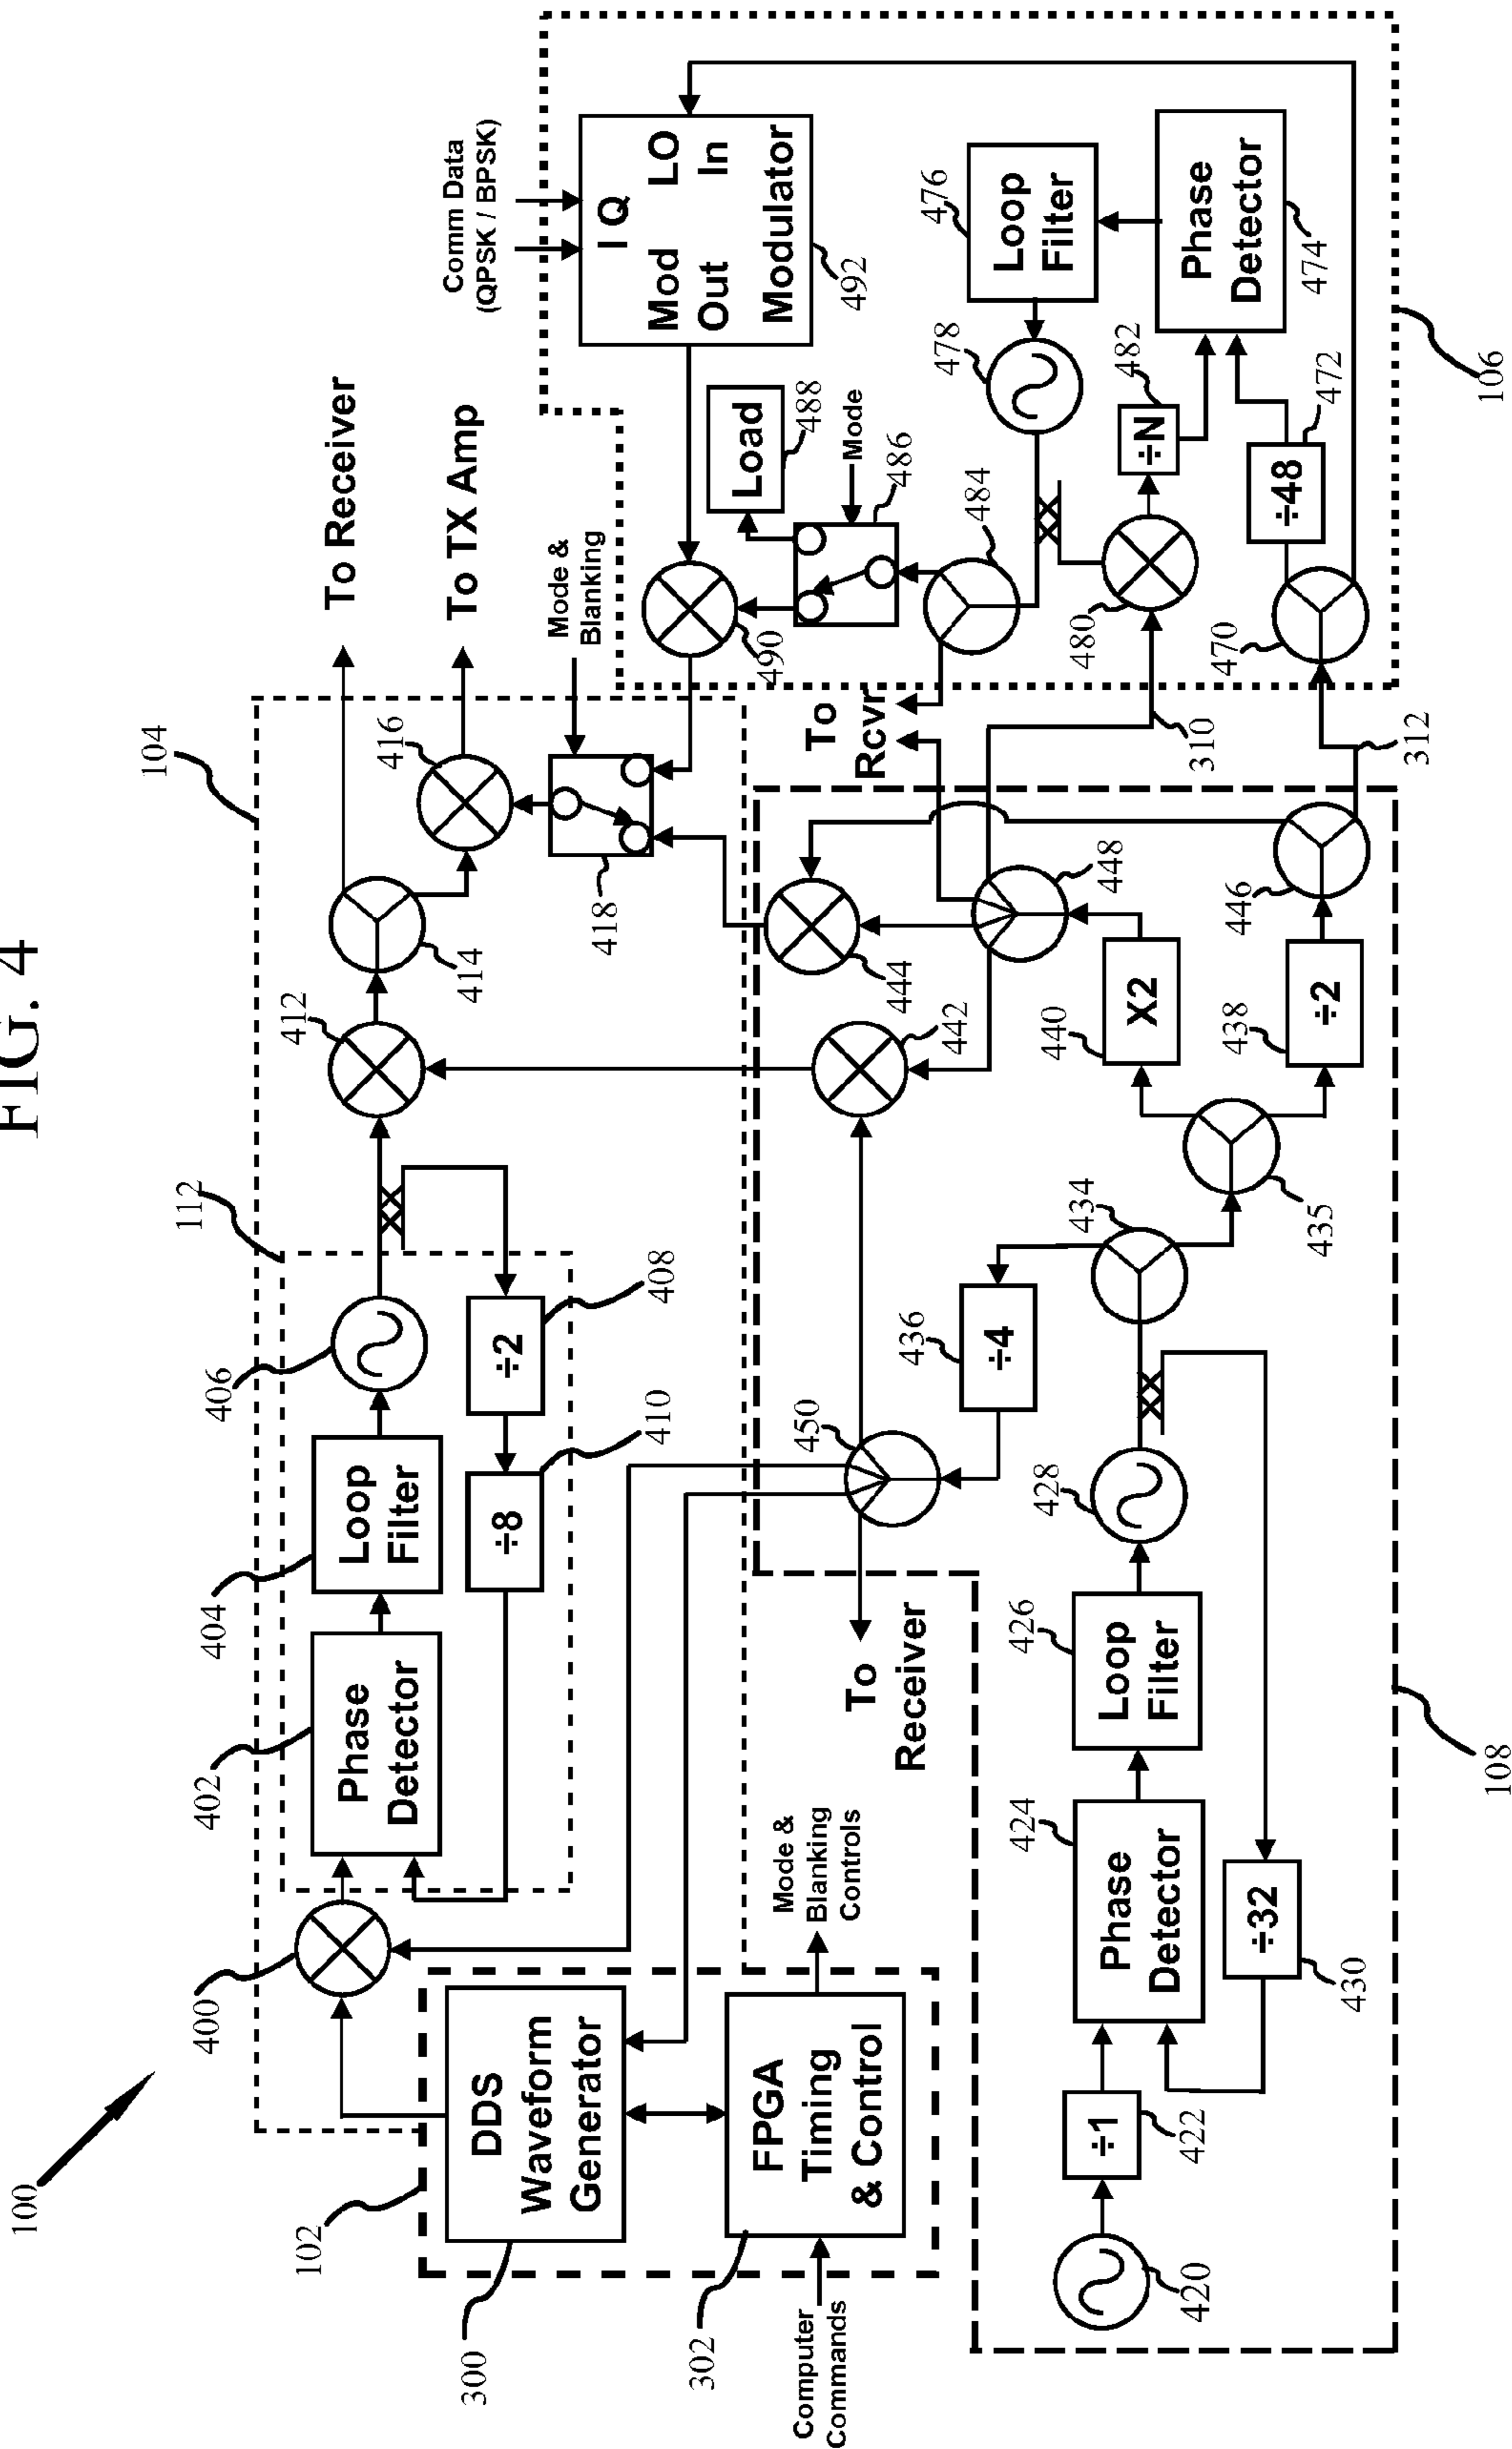 FIG. 4
100
104
112
106
108
102
To Receiver
To TX Amp
Comm Data
(QPSK / BPSK)
Mode &
Blanking
400
402
Phase
Detector
404
Loop
Filter
406
÷2
408
÷8
410
412
414
416
418
DDS
Waveform
Generator
300
FPGA
Timing
& Control
302
Computer
Commands
Mode &
Blanking
Controls
To
Receiver
450
÷4
436
442
444
To
Rcvr
448
X2
440
÷2
438
446
434
435
420
÷1
422
Phase
Detector
424
Loop
Filter
426
428
÷32
430
310
312
I Q
Mod LO
Out In
Modulator
492
490
Load
488
Mode
486
484
Loop
Filter
476
478
480
÷N
482
Phase
Detector
474
÷48
472
470